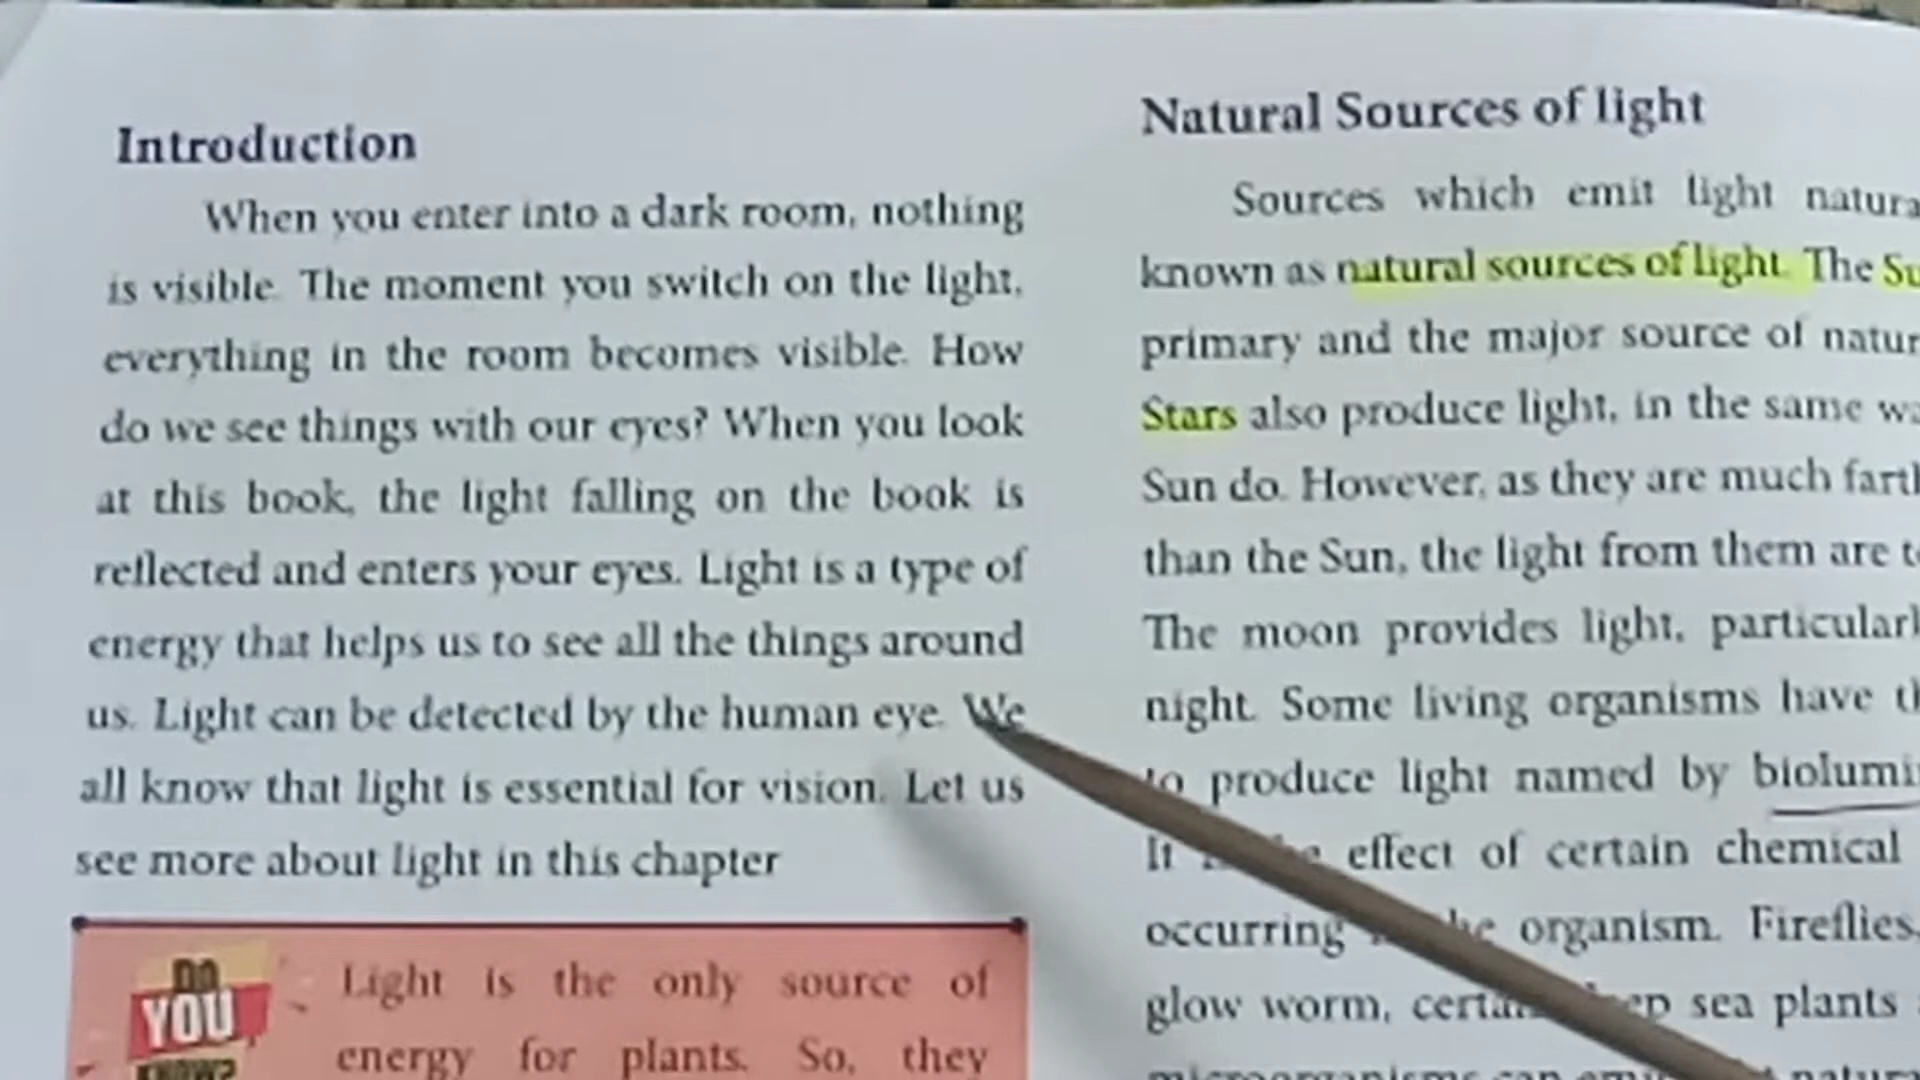 Introduction
When you enter into a dark room, nothing
is visible. The moment you switch on the light,
everything in the room becomes visible. How
do we see things with our eyes? When you look
at this book, the light falling on the book is
reflected and enters your eyes. Light is a type of
energy that helps us to see all the things around
us. Light can be detected by the human eye. We
all know that light is essential for vision. Let us
see more about light in this chapter
DO
YOU
KNOW?
Light is the only source of
energy for plants. So, they
Natural Sources of light
Sources which emit light
known as natural sources of light. The
primary and the major source of
Stars also produce light, in the same
Sun do. However, as they are much
than the Sun, the light from them are
The moon provides light,
night. Some living organisms have
to produce light named by
It effect of certain chemical
occurring organism. Fireflies,
glow worm, sea plants
microorganisms can